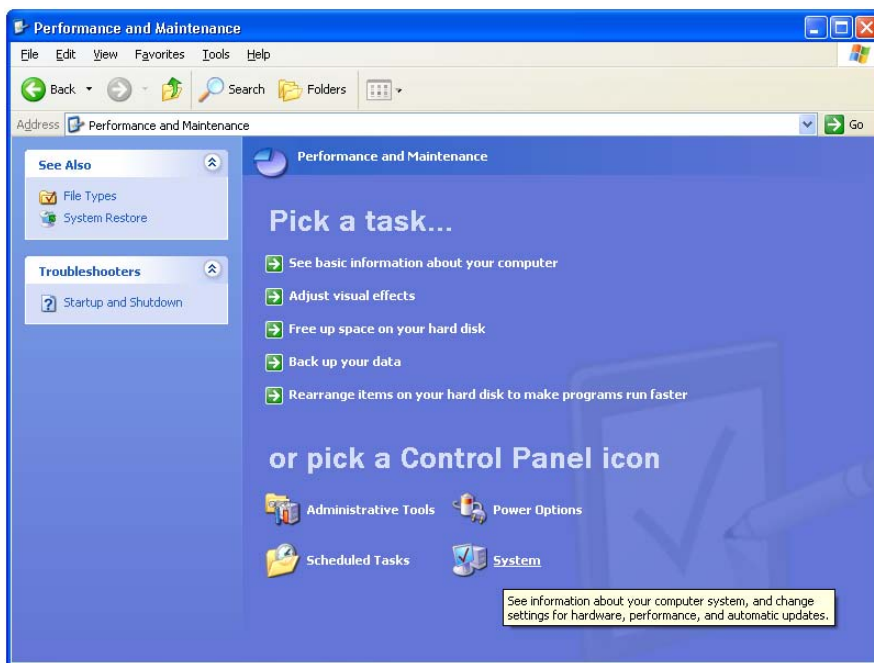 Performance and Maintenance
File Edit View Favorites Tools Help
Back Search Folders
Address Performance and Maintenance Go
See Also
File Types
System Restore
Troubleshooters
Startup and Shutdown
Performance and Maintenance
Pick a task...
See basic information about your computer
Adjust visual effects
Free up space on your hard disk
Back up your data
Rearrange items on your hard disk to make programs run faster
or pick a Control Panel icon
Administrative Tools Power Options
Scheduled Tasks System
See information about your computer system, and change
settings for hardware, performance, and automatic updates.